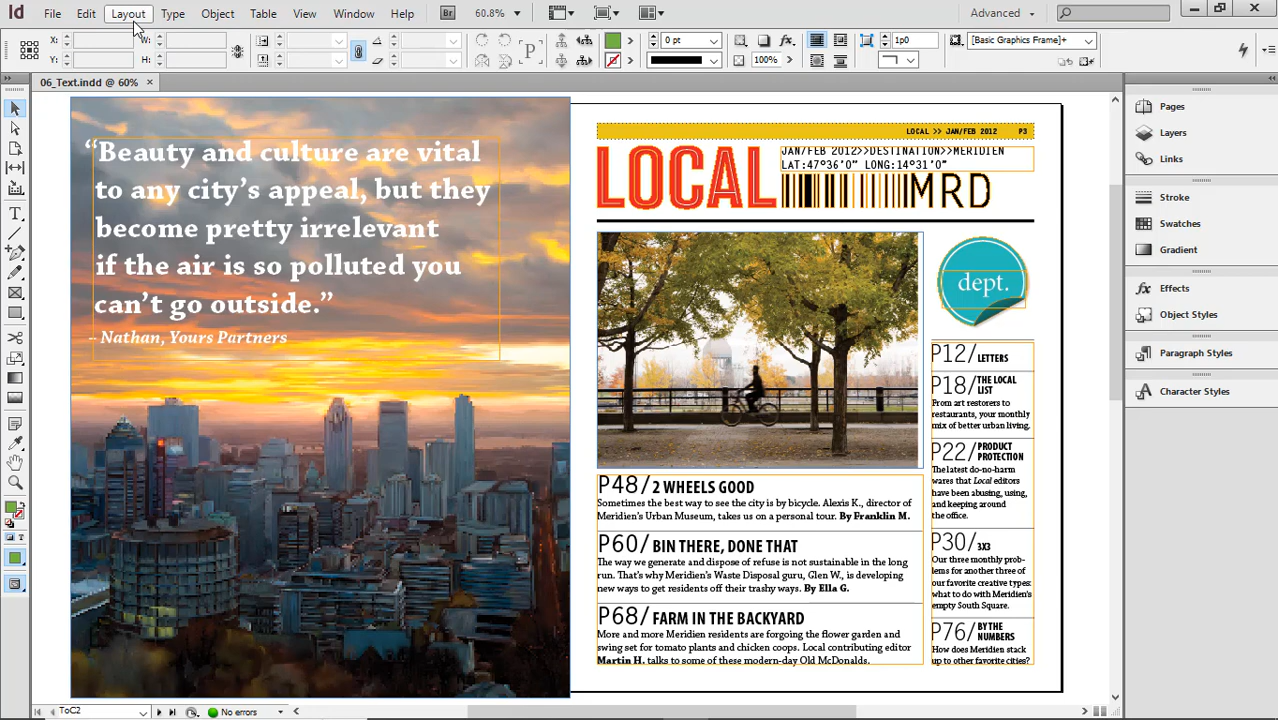 Id File Edit Layout Type Object Table View Window Help Br 60.8% Advanced
X: W: 0 pt 1p0 [Basic Graphics Frame]+
Y: H: 100%
06_Text.indd @ 60% ×
“Beauty and culture are vital
to any city’s appeal, but they
become pretty irrelevant
if the air is so polluted you
can’t go outside.”
-- Nathan, Yours Partners
LOCAL >> JAN/FEB 2012 P3
LOCAL
JAN/FEB 2012>>DESTINATION>>MERIDIEN
LAT:47°36’0” LONG:14°31’0”
MRD
dept.
P48/2 WHEELS GOOD
Sometimes the best way to see the city is by bicycle. Alexis K., director of
Meridien’s Urban Museum, takes us on a personal tour. By Franklin M.
P60/ BIN THERE, DONE THAT
The way we generate and dispose of refuse is not sustainable in the long
run. That’s why Meridien’s Waste Disposal guru, Glen W., is developing
new ways to get residents off their trashy ways. By Ella G.
P68/ FARM IN THE BACKYARD
More and more Meridien residents are forgoing the flower garden and
swing set for tomato plants and chicken coops. Local contributing editor
Martin H. talks to some of these modern-day Old McDonalds.
P12/ LETTERS
P18/ THE LOCAL
LIST
From art restorers to
restaurants, your monthly
mix of better urban living.
P22/ PRODUCT
PROTECTION
The latest do-no-harm
wares that Local editors
have been abusing, using,
and keeping around
the office.
P30/ 3X3
Our three monthly prob-
lems for another three of
our favorite creative types:
what to do with Meridien’s
empty South Square.
P76/ BY THE
NUMBERS
How does Meridien stack
up to other favorite cities?
Pages
Layers
Links
Stroke
Swatches
Gradient
Effects
Object Styles
Paragraph Styles
Character Styles
ToC2 No errors